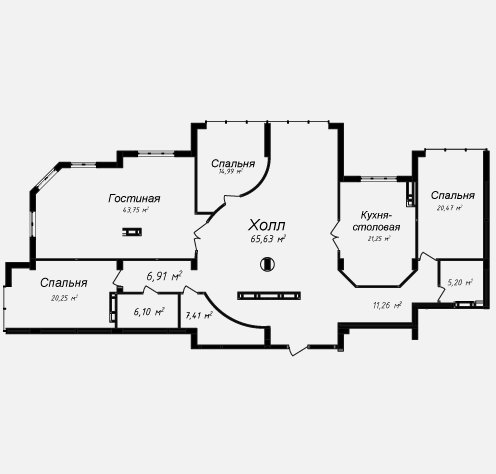 Спальня
14,99 м²
Гостиная
43,75 м²
Холл
65,63 м²
Кухня-
столовая
21,25 м²
Спальня
20,47 м²
Спальня
20,25 м²
6,91 м²
5,20 м²
6,10 м²
7,41 м²
11,26 м²